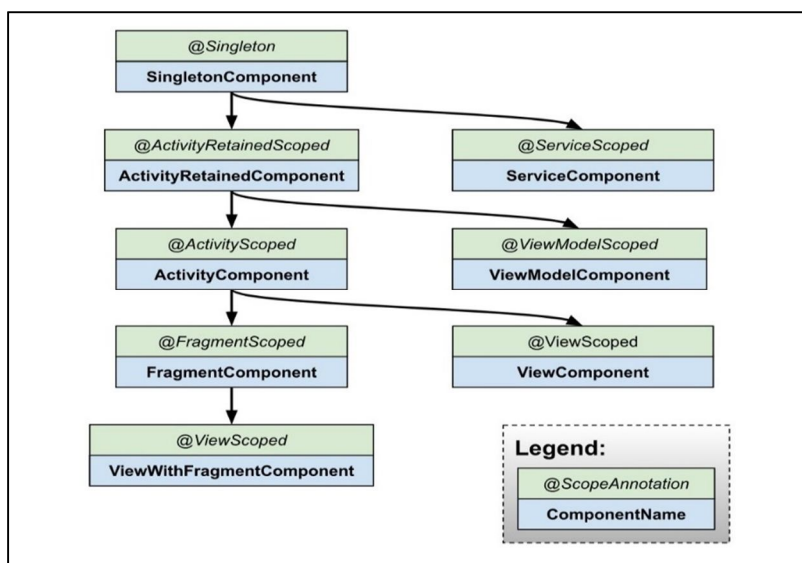 @Singleton
SingletonComponent
@ActivityRetainedScoped
ActivityRetainedComponent
@ServiceScoped
ServiceComponent
@ActivityScoped
ActivityComponent
@ViewModelScoped
ViewModelComponent
@FragmentScoped
FragmentComponent
@ViewScoped
ViewComponent
@ViewScoped
ViewWithFragmentComponent
Legend:
@ScopeAnnotation
ComponentName